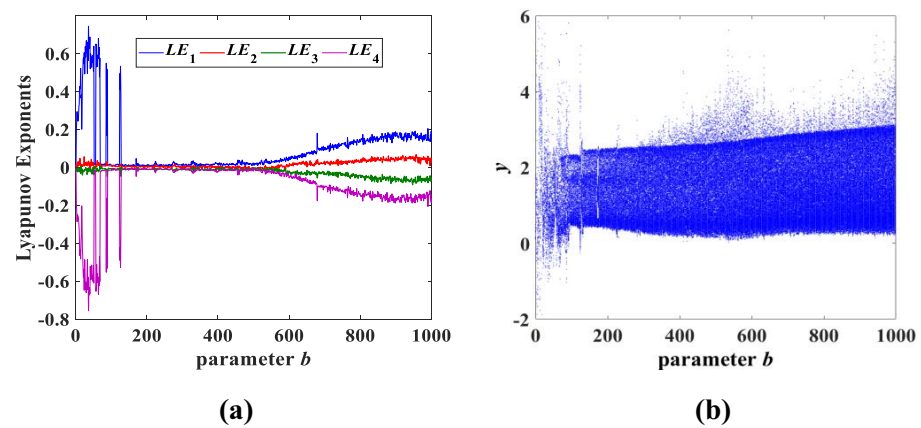 LE1 LE2 LE3 LE4
0.6
0.4
0.2
0
-0.2
-0.4
-0.6
-0.8
Lyapunov Exponents
0 200 400 600 800 1000
parameter b
(a)
y
6
4
2
0
-2
0 200 400 600 800 1000
parameter b
(b)